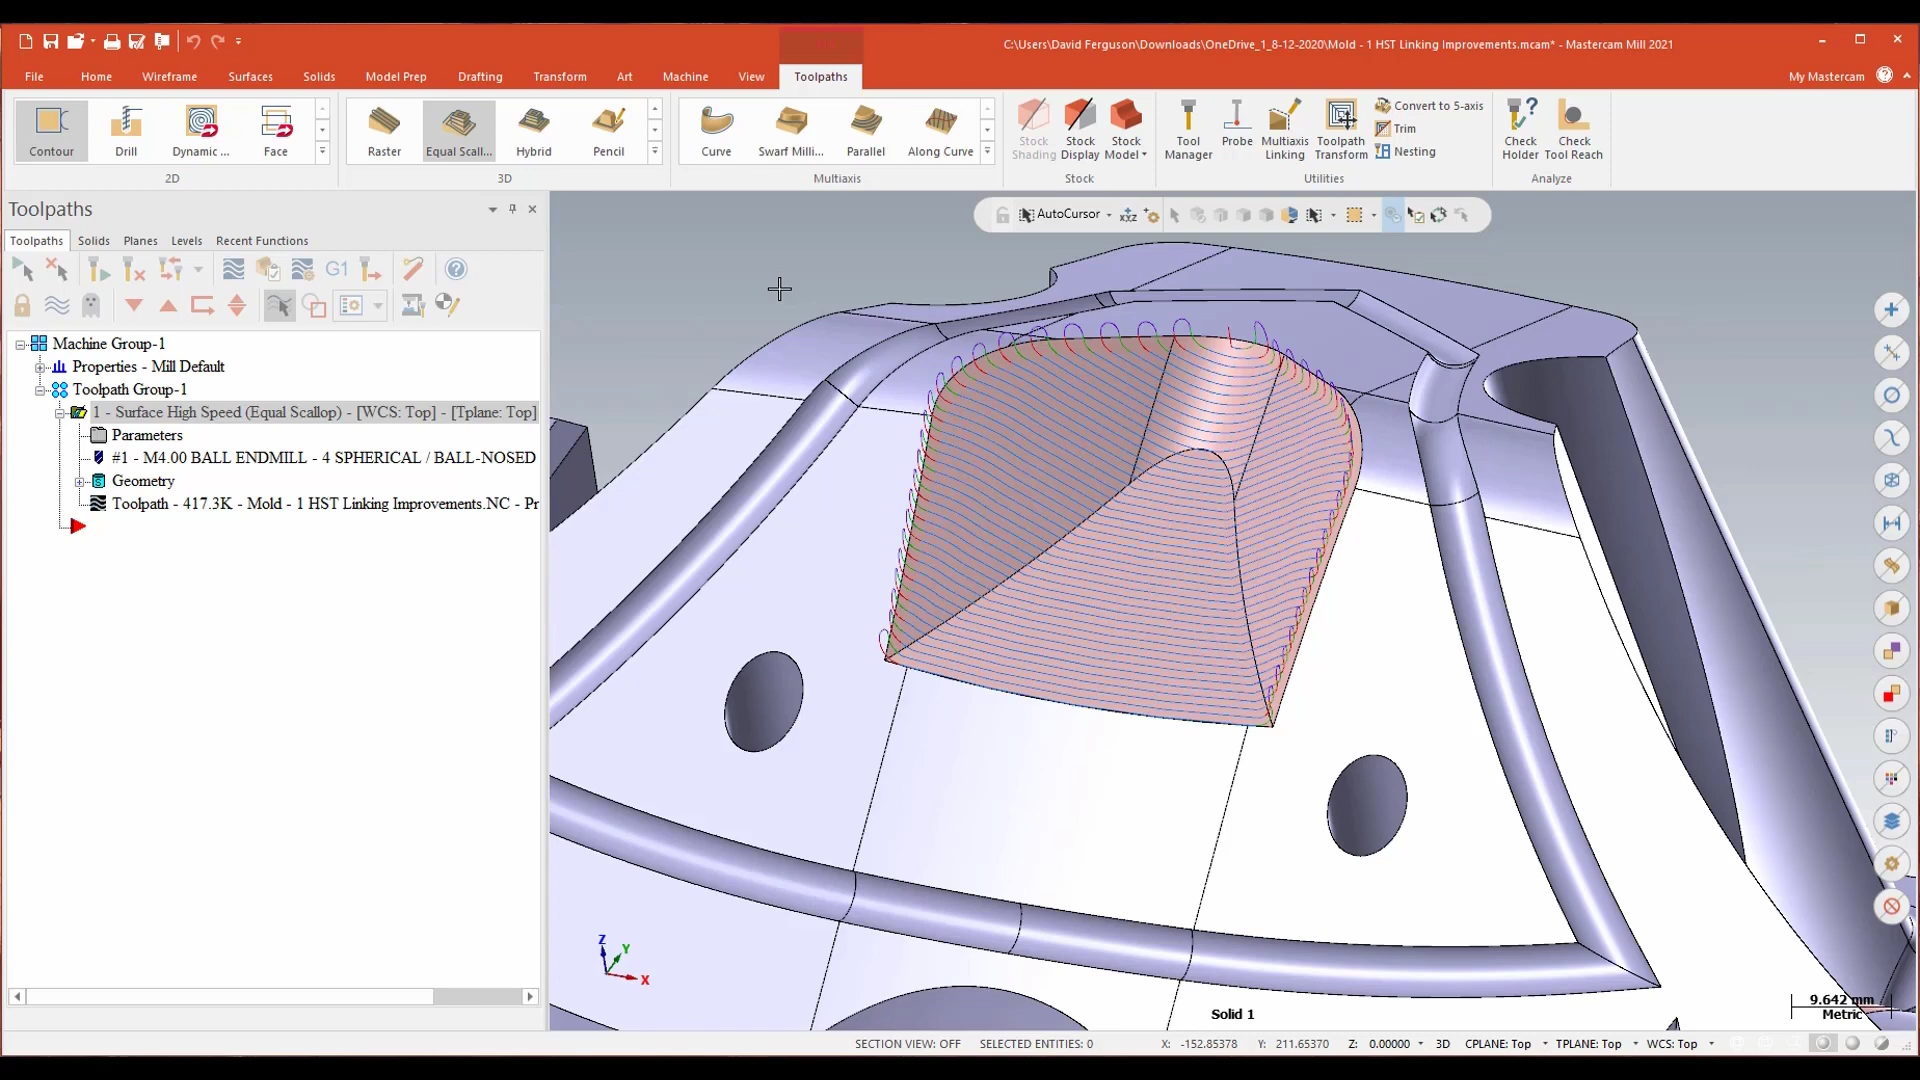 C:\Users\David Ferguson\Downloads\OneDrive_1_8-12-2020\Mold - 1 HST Linking Improvements.mcam* - Mastercam Mill 2021
File Home Wireframe Surfaces Solids Model Prep Drafting Transform Art Machine View Toolpaths My Mastercam
Contour Drill Dynamic ... Face
2D
Raster Equal Scall... Hybrid Pencil
3D
Curve Swarf Milli... Parallel Along Curve
Multiaxis
Stock Shading
Stock Display
Stock Model
Stock
Tool Manager
Probe
Multiaxis Linking
Toolpath Transform
Convert to 5-axis
Trim
Nesting
Utilities
Check Holder
Check Tool Reach
Analyze
Toolpaths
Toolpaths Solids Planes Levels Recent Functions
G1
AutoCursor
XYZ
Machine Group-1
Properties - Mill Default
Toolpath Group-1
1 - Surface High Speed (Equal Scallop) - [WCS: Top] - [Tplane: Top]
Parameters
#1 - M4.00 BALL ENDMILL - 4 SPHERICAL / BALL-NOSED
Geometry
Toolpath - 417.3K - Mold - 1 HST Linking Improvements.NC - Pr
Z
Y
X
Solid 1
9.642 mm
Metric
SECTION VIEW: OFF SELECTED ENTITIES: 0 X: -152.85378 Y: 211.65370 Z: 0.00000 3D CPLANE: Top TPLANE: Top WCS: Top